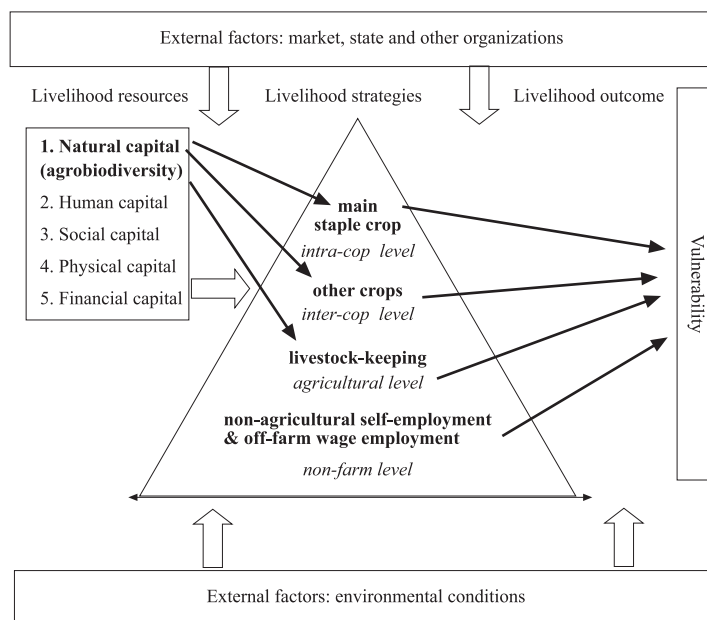 External factors: market, state and other organizations
Livelihood resources
Livelihood strategies
Livelihood outcome
1. Natural capital
(agrobiodiversity)
2. Human capital
3. Social capital
4. Physical capital
5. Financial capital
main
staple crop
intra-cop level
other crops
inter-cop level
livestock-keeping
agricultural level
non-agricultural self-employment
& off-farm wage employment
non-farm level
Vulnerability
External factors: environmental conditions